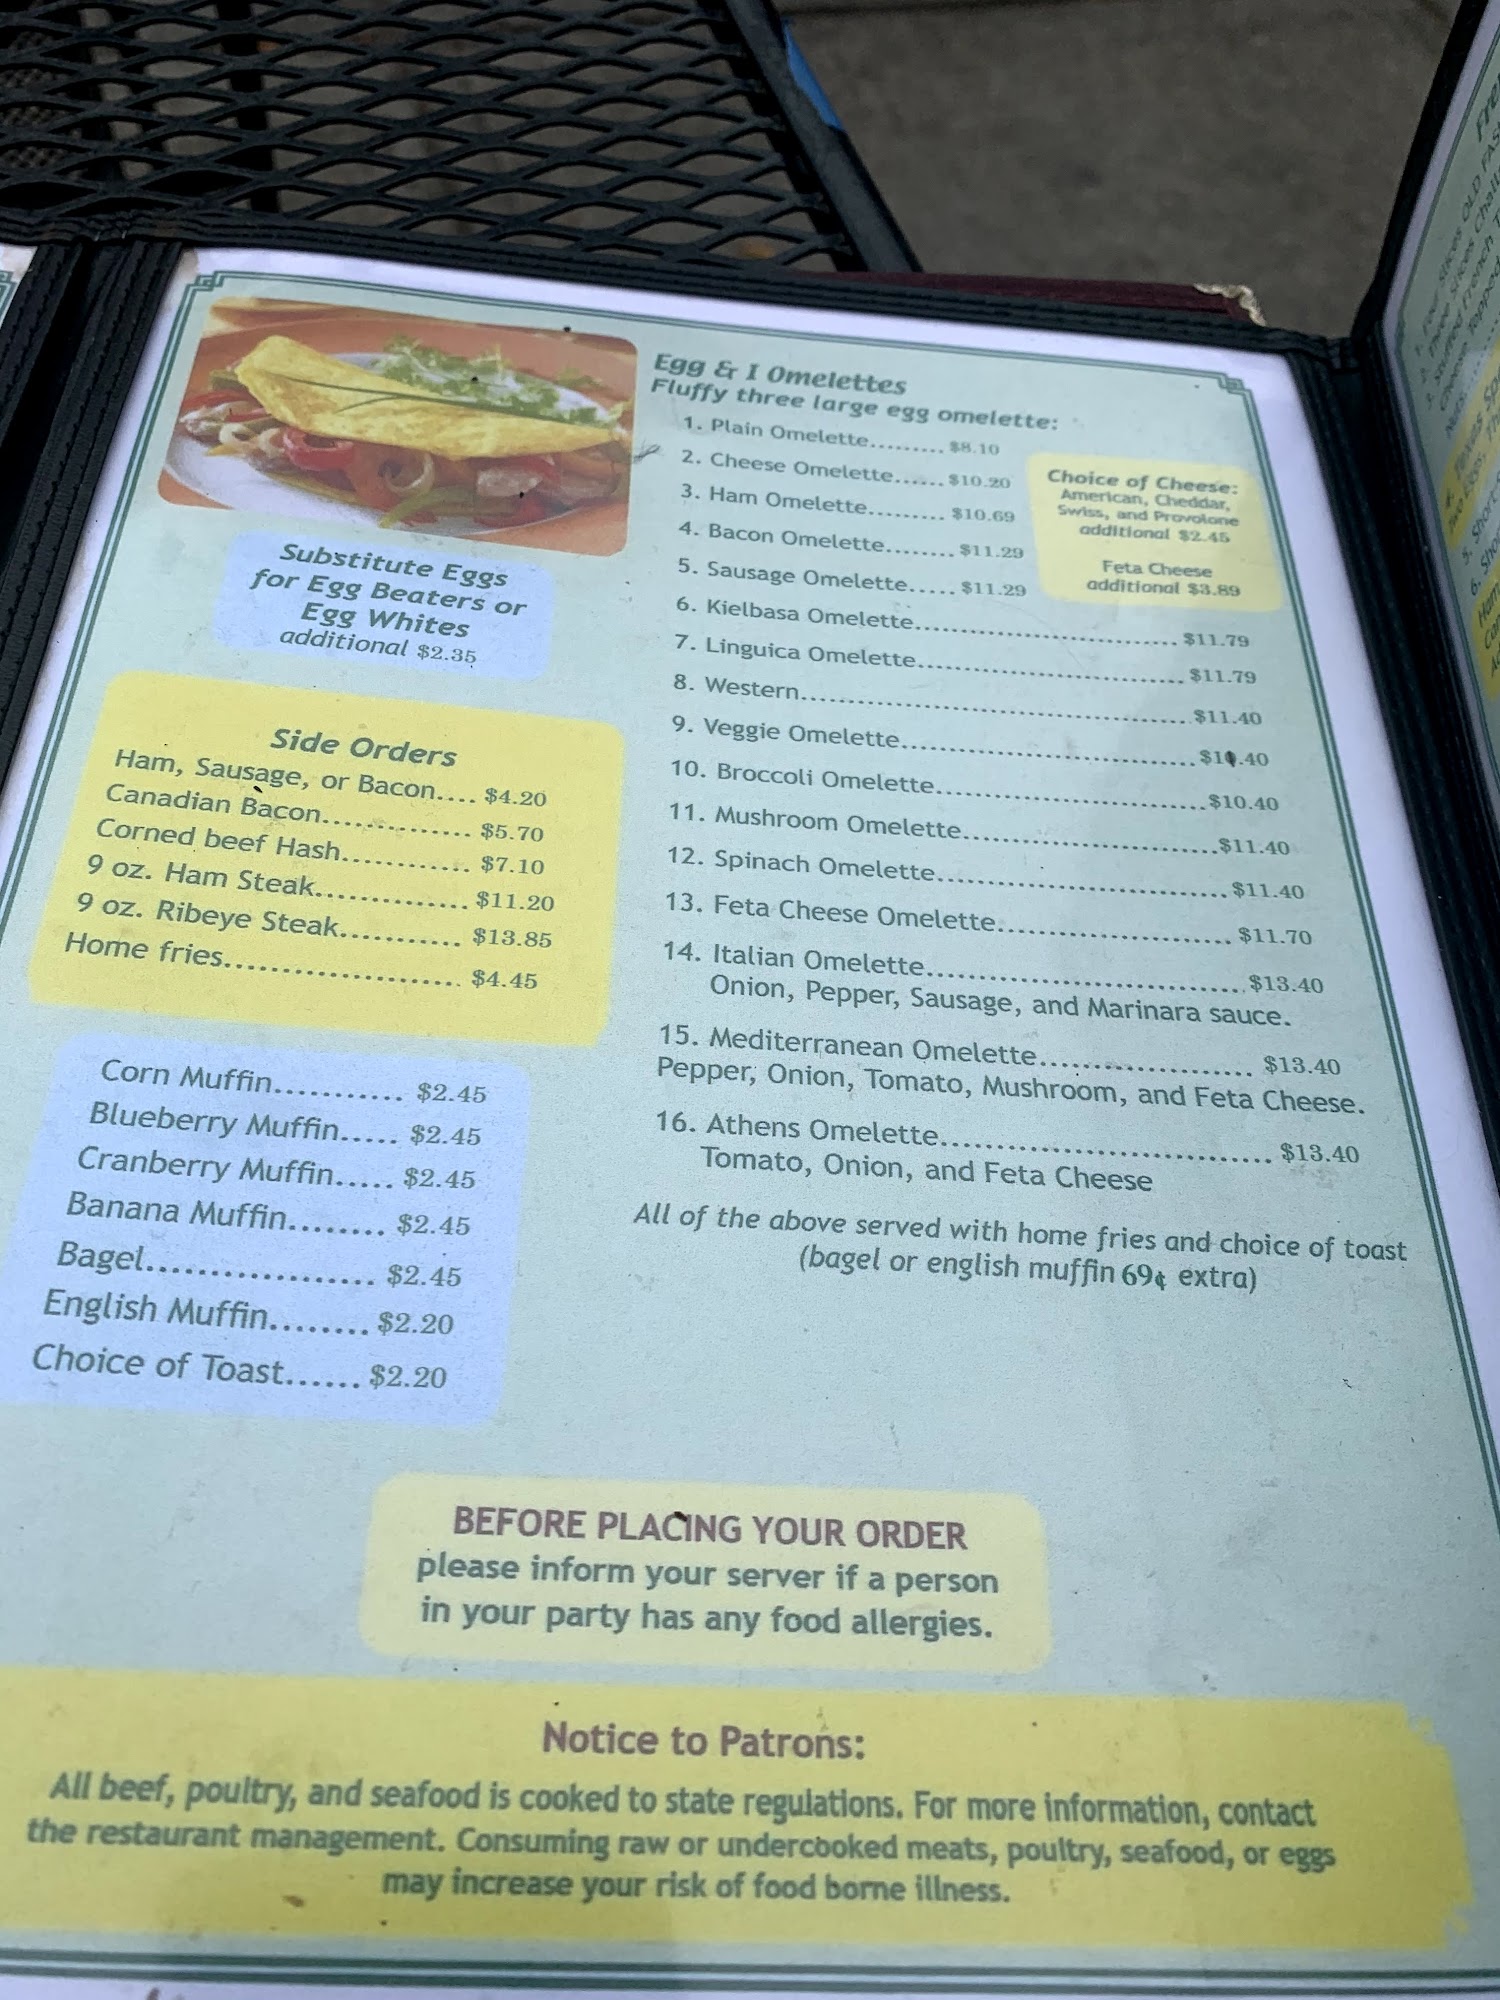 Egg & I Omelettes
Fluffy three large egg omelette:
1. Plain Omelette......... $8.10
2. Cheese Omelette...... $10.20
3. Ham Omelette......... $10.69
4. Bacon Omelette........ $11.29
5. Sausage Omelette..... $11.29
6. Kielbasa Omelette.............................. $11.79
7. Linguica Omelette.............................. $11.79
8. Western............................................ $11.40
9. Veggie Omelette................................. .40
10. Broccoli Omelette.............................. $10.40
11. Mushroom Omelette............................. $11.40
12. Spinach Omelette................................ $11.40
13. Feta Cheese Omelette........................ $11.70
14. Italian Omelette................................... $13.40
Onion, Pepper, Sausage, and Marinara sauce.
15. Mediterranean Omelette...................... $13.40
Pepper, Onion, Tomato, Mushroom, and Feta Cheese.
16. Athens Omelette................................... $13.40
Tomato, Onion, and Feta Cheese
All of the above served with home fries and choice of toast
(bagel or english muffin 69¢ extra)
Choice of Cheese:
American, Cheddar,
Swiss, and Provolone
additional $2.45
Feta Cheese
additional $3.89
Substitute Eggs
for Egg Beaters or
Egg Whites
additional $2.35
Side Orders
Ham, Sausage, or Bacon.... $4.20
Canadian Bacon.............. $5.70
Corned beef Hash............ $7.10
9 oz. Ham Steak.............. $11.20
9 oz. Ribeye Steak........... $13.85
Home fries...................... $4.45
Corn Muffin........... $2.45
Blueberry Muffin..... $2.45
Cranberry Muffin..... $2.45
Banana Muffin........ $2.45
Bagel.................. $2.45
English Muffin........ $2.20
Choice of Toast...... $2.20
BEFORE PLACING YOUR ORDER
please inform your server if a person
in your party has any food allergies.
Notice to Patrons:
All beef, poultry, and seafood is cooked to state regulations. For more information, contact
the restaurant management. Consuming raw or undercooked meats, poultry, seafood, or eggs
may increase your risk of food borne illness.